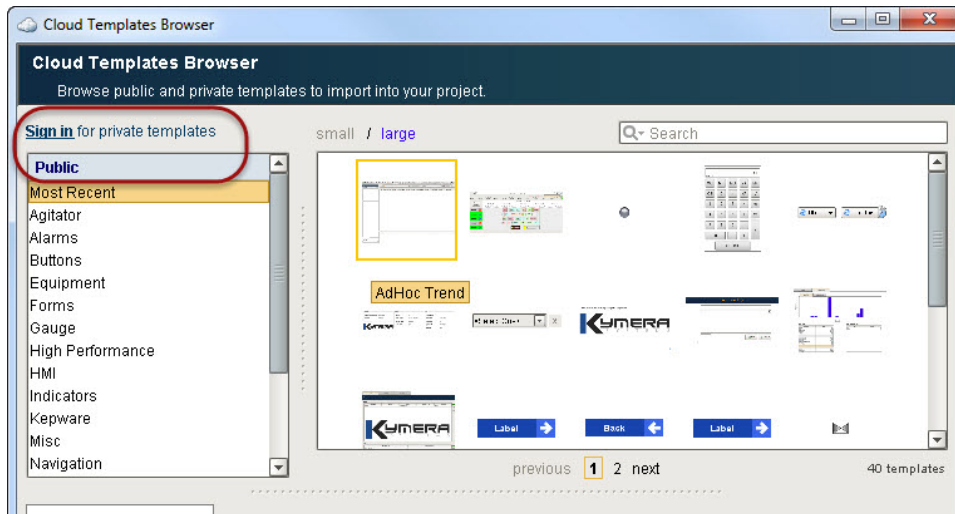 Cloud Templates Browser
Cloud Templates Browser
Browse public and private templates to import into your project.
Sign in for private templates
small / large
Search
Public
Most Recent
Agitator
Alarms
Buttons
Equipment
Forms
Gauge
High Performance
HMI
Indicators
Kepware
Misc
Navigation
AdHoc Trend
KYMERA
KYMERA
Label
Back
Label
previous 1 2 next
40 templates